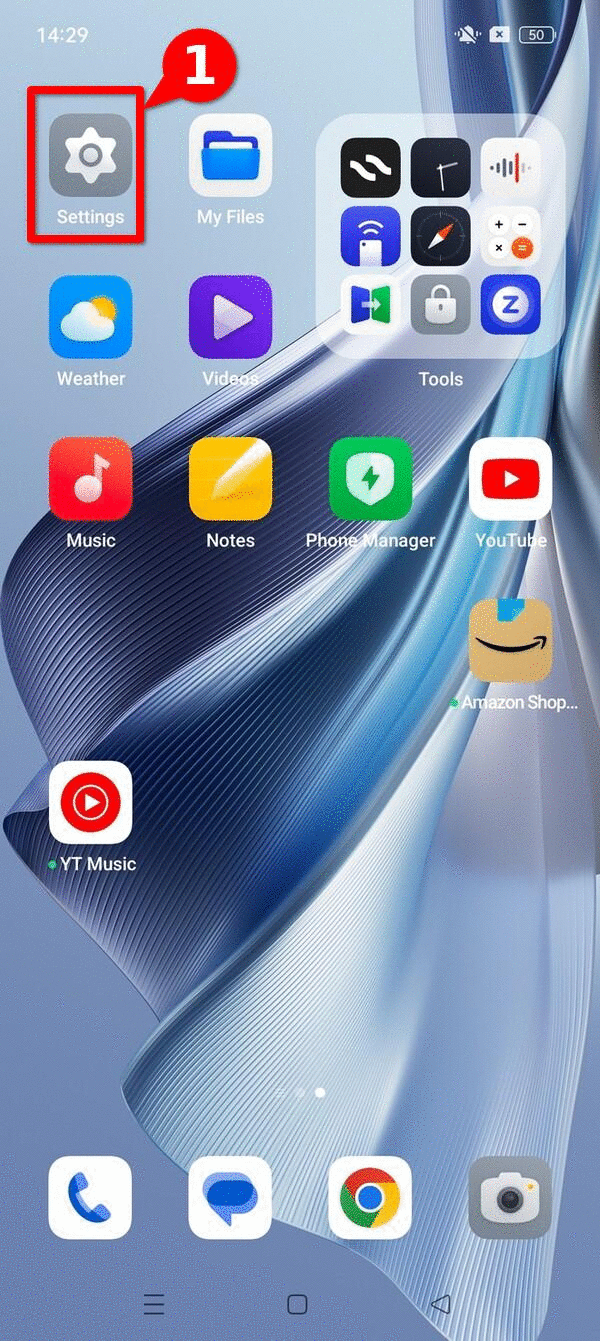 14:29
50
1
Settings
My Files
Weather
Videos
Tools
Music
Notes
Phone Manager
YouTube
Amazon Shop...
YT Music